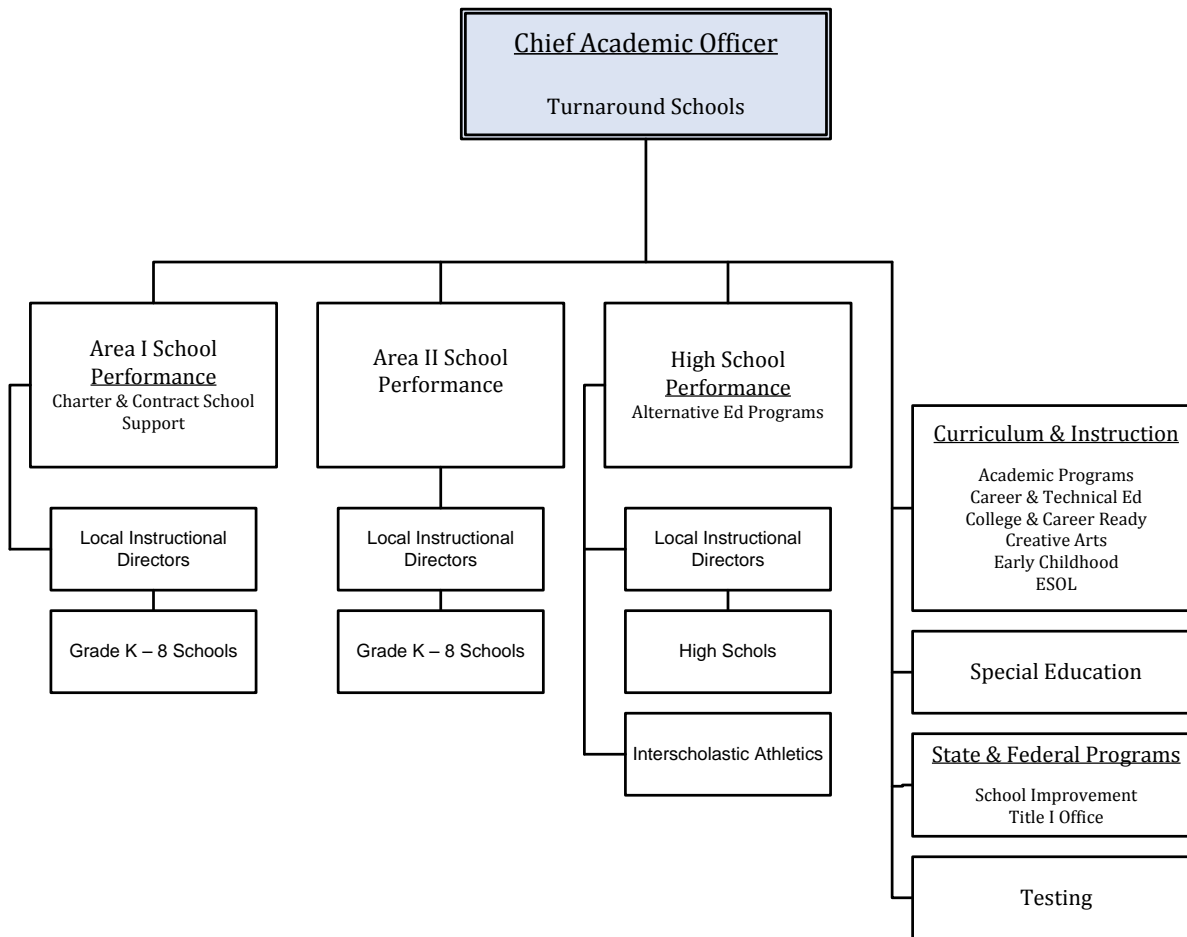 Chief Academic Officer
Turnaround Schools
Area I School
Performance
Charter & Contract School
Support
Area II School
Performance
High School
Performance
Alternative Ed Programs
Curriculum & Instruction
Academic Programs
Career & Technical Ed
College & Career Ready
Creative Arts
Early Childhood
ESOL
Local Instructional
Directors
Local Instructional
Directors
Local Instructional
Directors
Grade K – 8 Schools
Grade K – 8 Schools
High Schols
Special Education
Interscholastic Athletics
State & Federal Programs
School Improvement
Title I Office
Testing